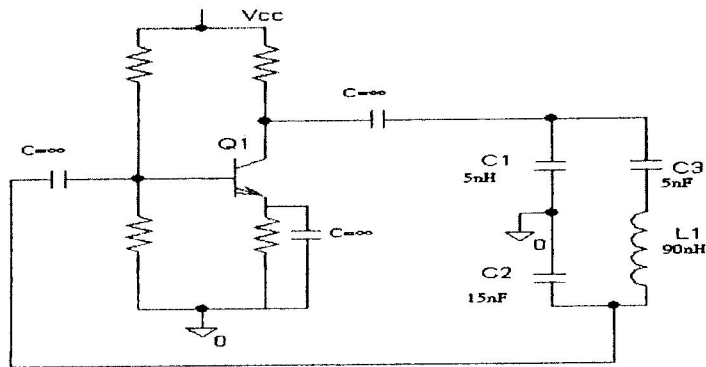 Vcc
C=∞
Q1
C1
5nH
C3
5nF
C=∞
C=∞
0
L1
90nH
C2
15nF
0